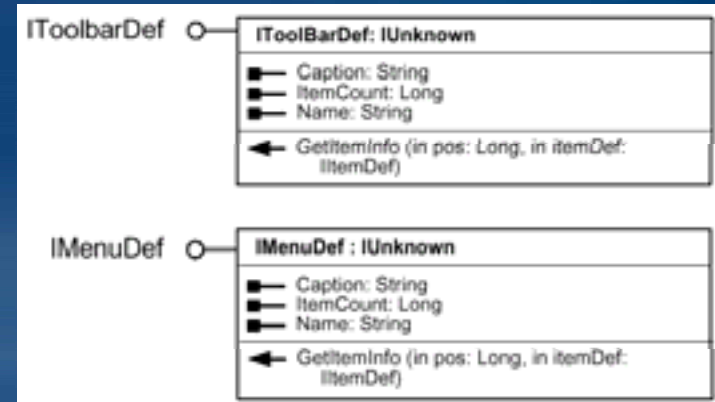 IToolbarDef
IToolBarDef: IUnknown
Caption: String
ItemCount: Long
Name: String
GetItemInfo (in pos: Long, in itemDef:
IItemDef)
IMenuDef
IMenuDef : IUnknown
Caption: String
ItemCount: Long
Name: String
GetItemInfo (in pos: Long, in itemDef:
IItemDef)